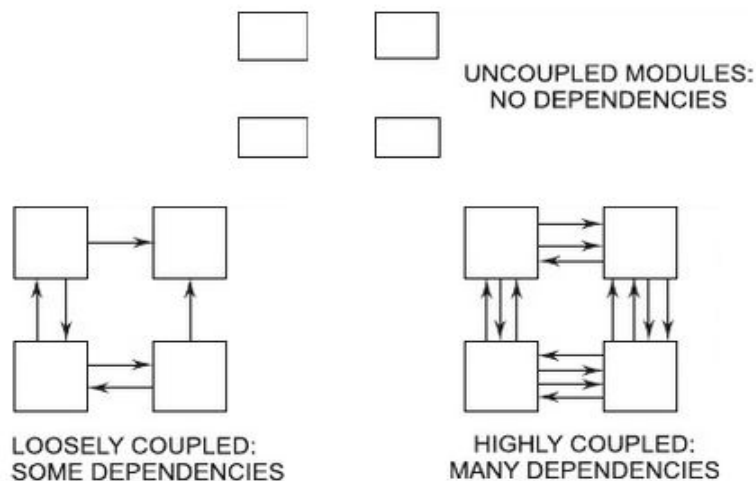 UNCOUPLED MODULES:
NO DEPENDENCIES
LOOSELY COUPLED:
SOME DEPENDENCIES
HIGHLY COUPLED:
MANY DEPENDENCIES